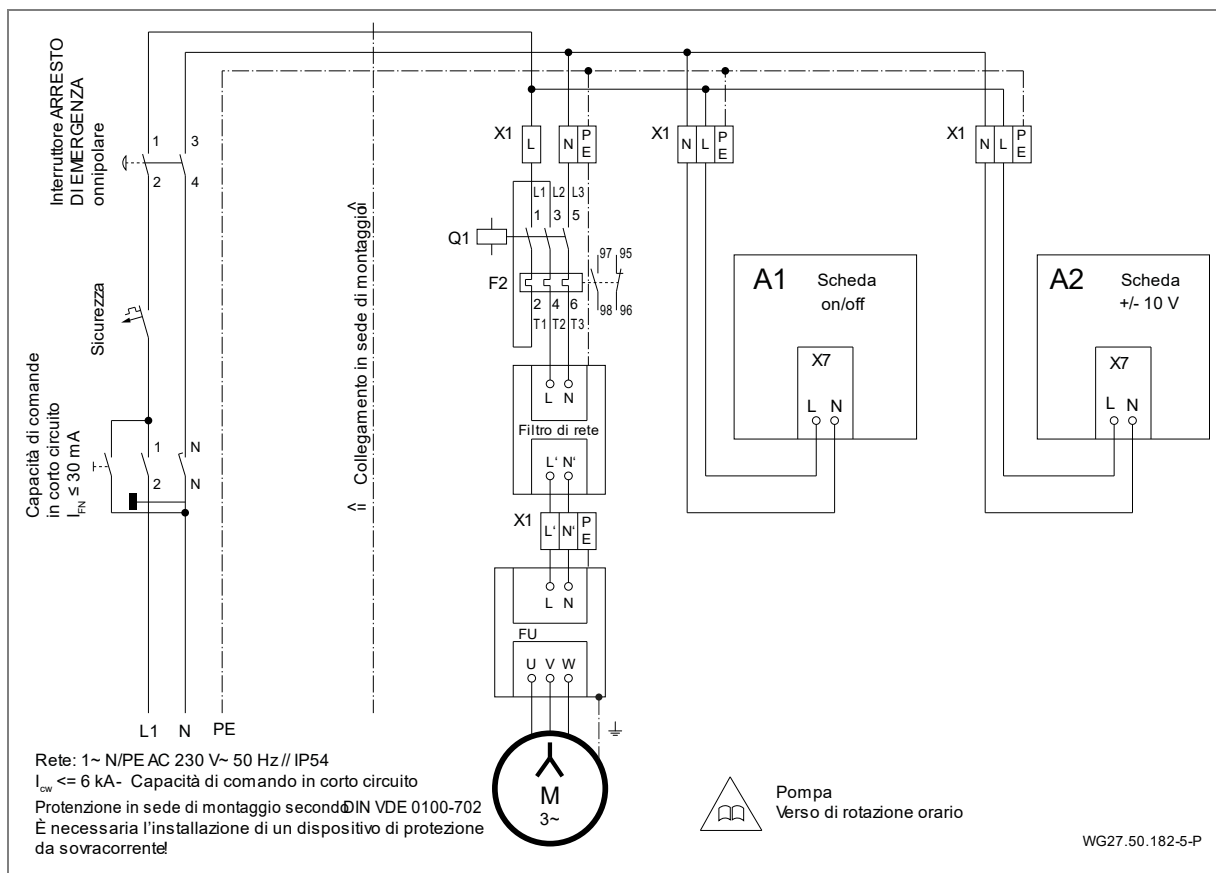 Interruttore ARRESTO
DI EMERGENZA
onnipolare
1
3
2
4
Sicurezza
Capacità di comande
in corto circuito
I_FN ≤ 30 mA
1
N
2
N
<= Collegamento in sede di montaggio <
L1
N
PE
X1
L
N
P
E
X1
N
L
P
E
X1
N
L
P
E
L1
L2
L3
1
3
5
Q1
97
95
F2
2
4
6
98
96
T1
T2
T3
L
N
Filtro di rete
L‘
N‘
X1
L‘
N‘
P
E
L
N
FU
U
V
W
M
3~
A1
Scheda
on/off
X7
L
N
A2
Scheda
+/- 10 V
X7
L
N
Rete: 1~ N/PE AC 230 V~ 50 Hz // IP54
I_cw <= 6 kA- Capacità di comando in corto circuito
Protenzione in sede di montaggio secondo DIN VDE 0100-702
È necessaria l’installazione di un dispositivo di protezione
da sovracorrente!
Pompa
Verso di rotazione orario
WG27.50.182-5-P